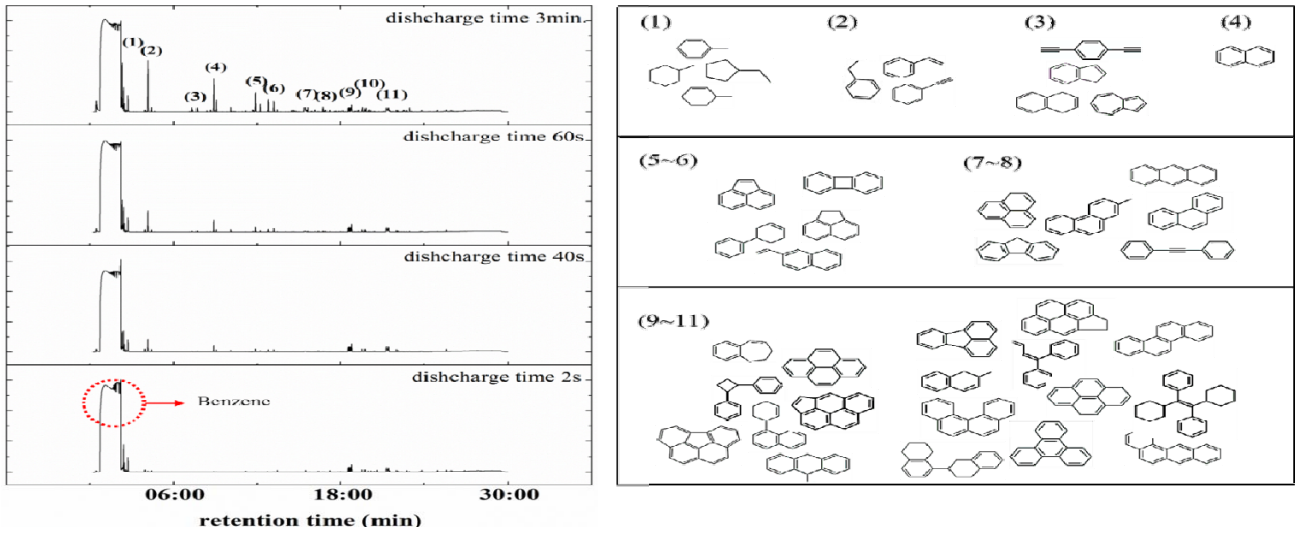 dishcharge time 3min
(1)
(2)
(3)
(4)
(5)
(6)
(7)
(8)
(9)
(10)
(11)
dishcharge time 60s
dishcharge time 40s
dishcharge time 2s
Benzene
06:00 18:00 30:00
retention time (min)
(1) (2) (3) (4)
(5~6) (7~8)
(9~11)